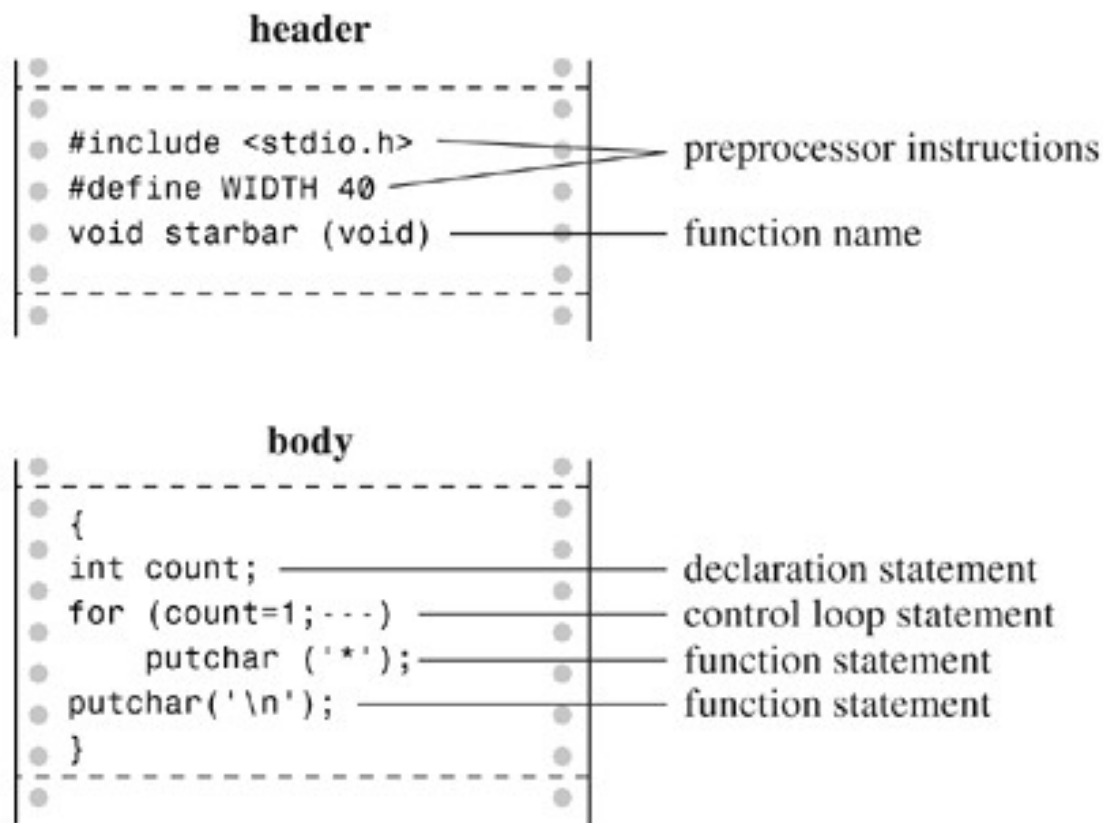 header
#include <stdio.h>
#define WIDTH 40
preprocessor instructions
void starbar (void)
function name
body
{
int count;
declaration statement
for (count=1;---)
control loop statement
putchar ('*');
function statement
putchar('\n');
function statement
}